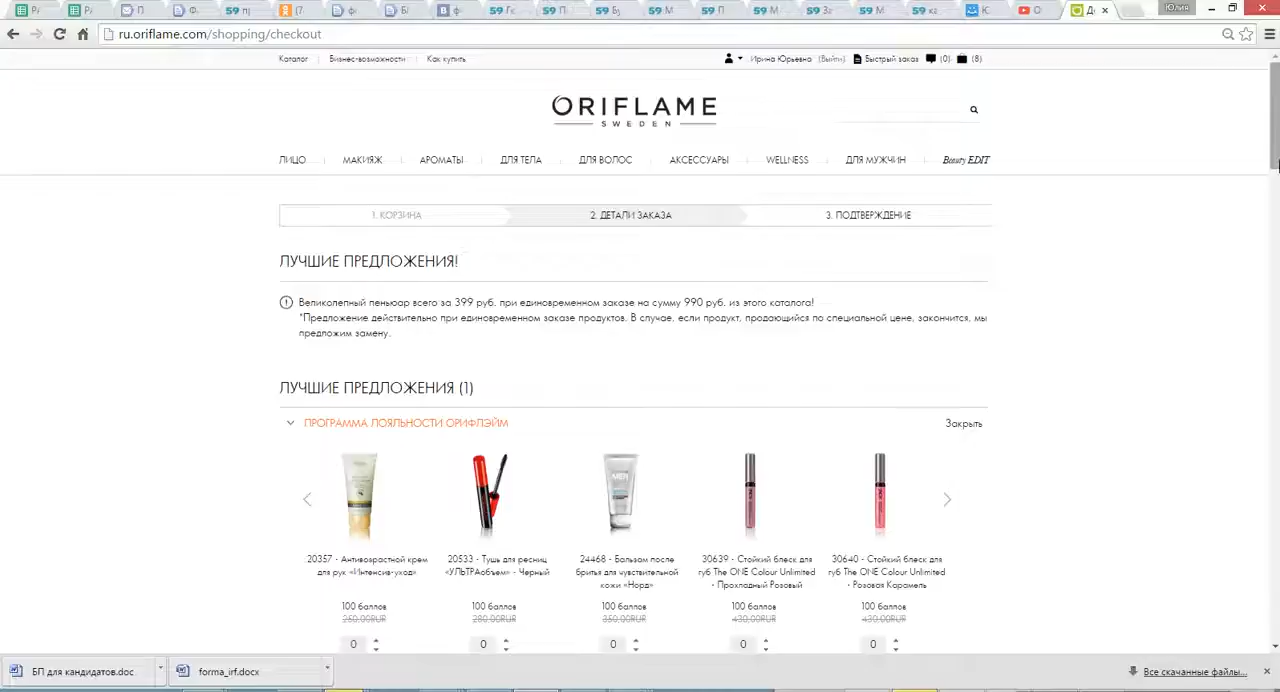 Юлия
ru.oriflame.com/shopping/checkout
Каталог Бизнес-возможности Как купить Ирина Юрьевна (Выйти) Быстрый заказ (0) (8)
ORIFLAME
SWEDEN
ЛИЦО МАКИЯЖ АРОМАТЫ ДЛЯ ТЕЛА ДЛЯ ВОЛОС АКСЕССУАРЫ WELLNESS ДЛЯ МУЖЧИН Beauty EDIT
1. КОРЗИНА 2. ДЕТАЛИ ЗАКАЗА 3. ПОДТВЕРЖДЕНИЕ
ЛУЧШИЕ ПРЕДЛОЖЕНИЯ!
Великолепный пеньюар всего за 399 руб. при единовременном заказе на сумму 990 руб. из этого каталога!
*Предложение действительно при единовременном заказе продуктов. В случае, если продукт, продающийся по специальной цене, закончится, мы
предложим замену.
ЛУЧШИЕ ПРЕДЛОЖЕНИЯ (1)
ПРОГРАММА ЛОЯЛЬНОСТИ ОРИФЛЭЙМ Закрыть
20357 - Антивозрастной крем 20533 - Тушь для ресниц 24468 - Бальзам после 30639 - Стойкий блеск для 30640 - Стойкий блеск для
для рук «Интенсив-уход» «УЛЬТРАобъем» - Черный бритья для чувствительной губ The ONE Colour Unlimited губ The ONE Colour Unlimited
кожи «Норд» - Прохладный Розовый - Розовая Карамель
100 баллов 100 баллов 100 баллов 100 баллов 100 баллов
250.00RUR 280.00RUR 350.00RUR 430.00RUR 430.00RUR
0 0 0 0 0
БП для кандидатов.doc forma_irf.docx Все скачанные файлы...